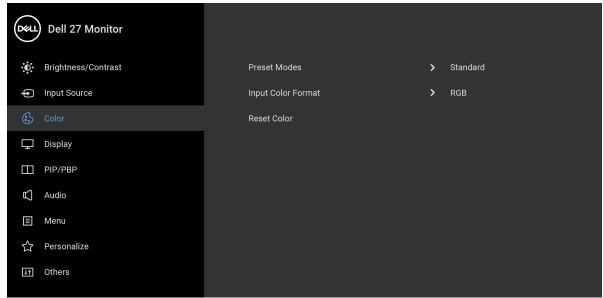 DELL Dell 27 Monitor
Brightness/Contrast
Input Source
Color
Display
PIP/PBP
Audio
Menu
Personalize
Others
Preset Modes > Standard
Input Color Format > RGB
Reset Color